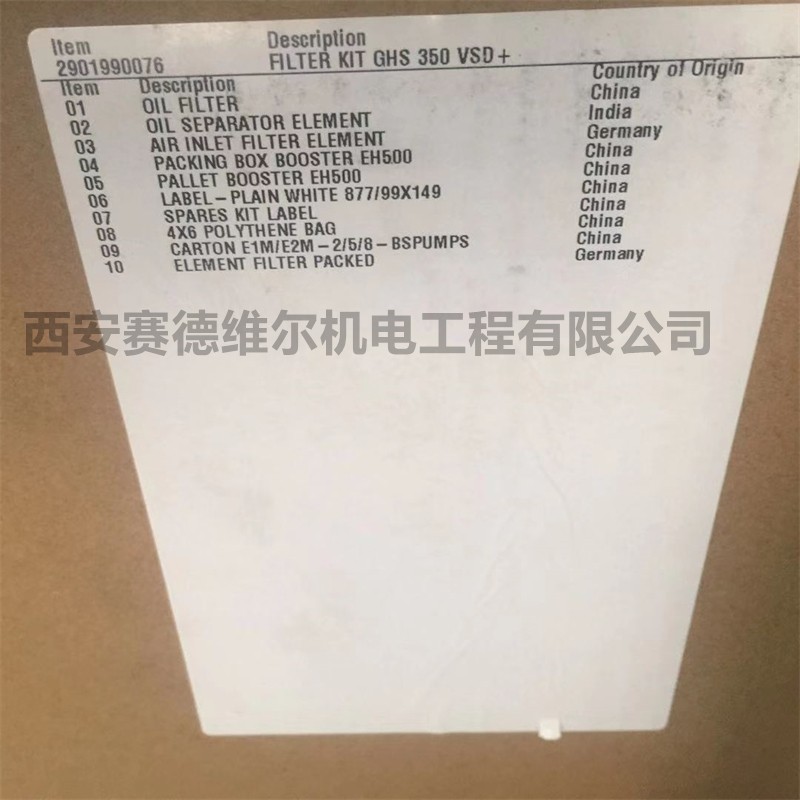 Item Description
2901990076 FILTER KIT GHS 350 VSD+
Item Description Country of Origin
01 OIL FILTER China
02 OIL SEPARATOR ELEMENT India
03 AIR INLET FILTER ELEMENT Germany
04 PACKING BOX BOOSTER EH500 China
05 PALLET BOOSTER EH500 China
06 LABEL-PLAIN WHITE 877/99X149 China
07 SPARES KIT LABEL China
08 4X6 POLYTHENE BAG China
09 CARTON E1M/E2M-2/5/8-BSPUMPS China
10 ELEMENT FILTER PACKED Germany
西安赛德维尔机电工程有限公司